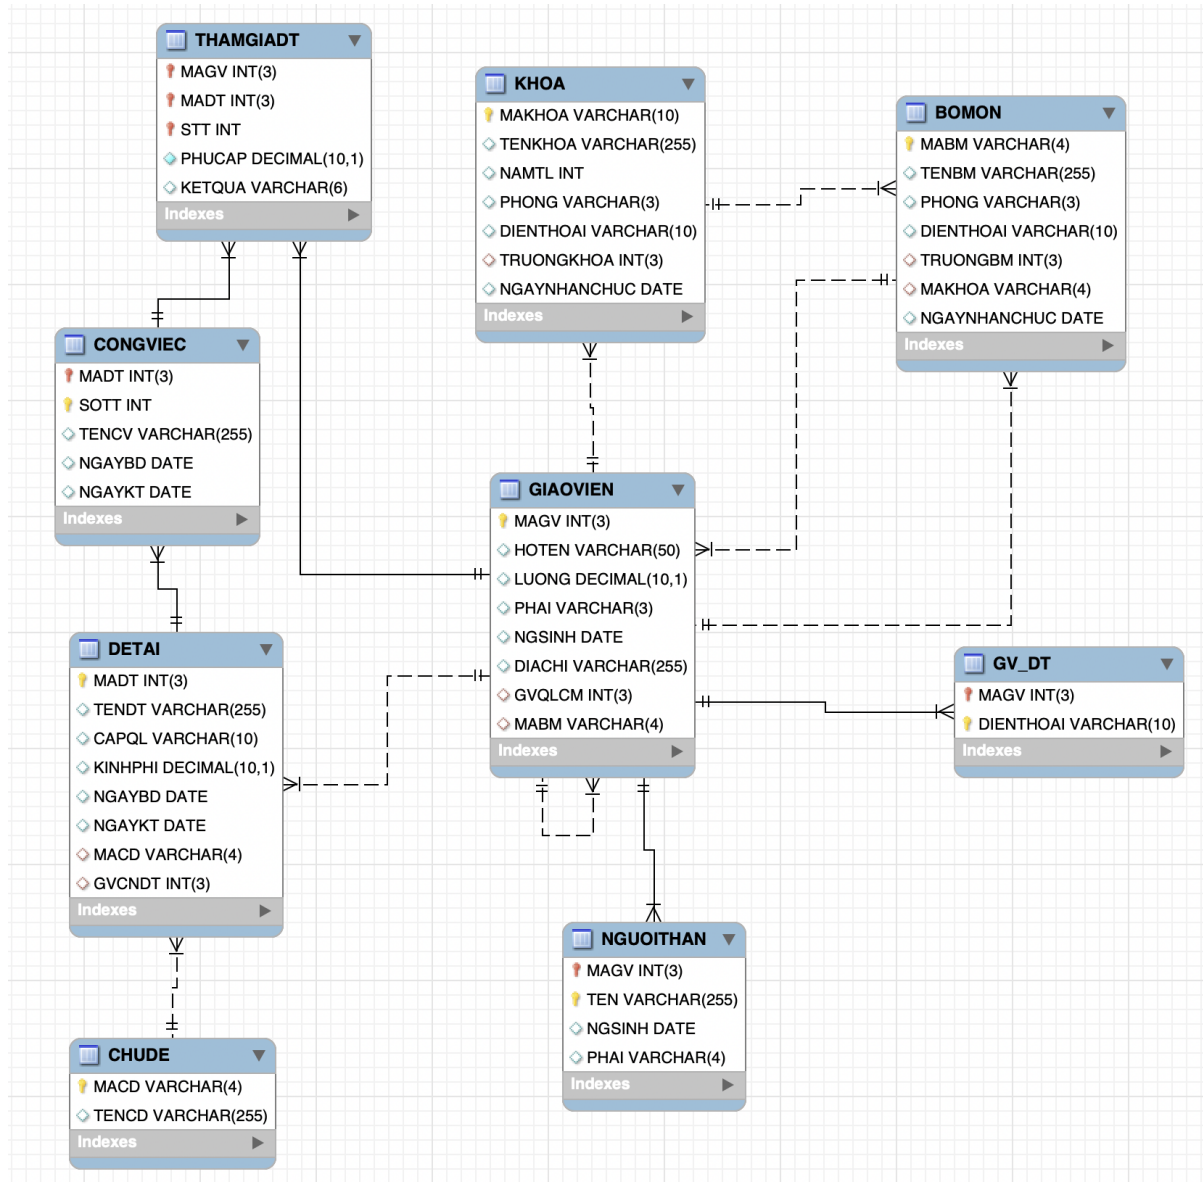 THAMGIADT
MAGV INT(3)
MADT INT(3)
STT INT
PHUCAP DECIMAL(10,1)
KETQUA VARCHAR(6)
Indexes
KHOA
MAKHOA VARCHAR(10)
TENKHOA VARCHAR(255)
NAMTL INT
PHONG VARCHAR(3)
DIENTHOAI VARCHAR(10)
TRUONGKHOA INT(3)
NGAYNHANCHUC DATE
Indexes
BOMON
MABM VARCHAR(4)
TENBM VARCHAR(255)
PHONG VARCHAR(3)
DIENTHOAI VARCHAR(10)
TRUONGBM INT(3)
MAKHOA VARCHAR(4)
NGAYNHANCHUC DATE
Indexes
CONGVIEC
MADT INT(3)
SOTT INT
TENCV VARCHAR(255)
NGAYBD DATE
NGAYKT DATE
Indexes
GIAOVIEN
MAGV INT(3)
HOTEN VARCHAR(50)
LUONG DECIMAL(10,1)
PHAI VARCHAR(3)
NGSINH DATE
DIACHI VARCHAR(255)
GVQLCM INT(3)
MABM VARCHAR(4)
Indexes
DETAI
MADT INT(3)
TENDT VARCHAR(255)
CAPQL VARCHAR(10)
KINHPHI DECIMAL(10,1)
NGAYBD DATE
NGAYKT DATE
MACD VARCHAR(4)
GVCNDT INT(3)
Indexes
GV_DT
MAGV INT(3)
DIENTHOAI VARCHAR(10)
Indexes
NGUOITHAN
MAGV INT(3)
TEN VARCHAR(255)
NGSINH DATE
PHAI VARCHAR(4)
Indexes
CHUDE
MACD VARCHAR(4)
TENCD VARCHAR(255)
Indexes